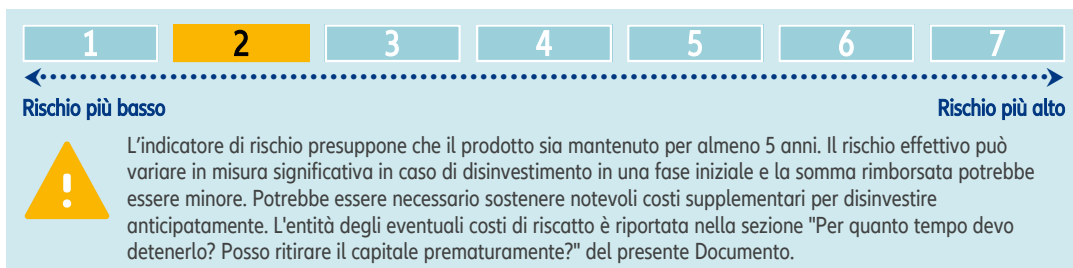 1 2 3 4 5 6 7
Rischio più basso Rischio più alto
L'indicatore di rischio presuppone che il prodotto sia mantenuto per almeno 5 anni. Il rischio effettivo può
variare in misura significativa in caso di disinvestimento in una fase iniziale e la somma rimborsata potrebbe
essere minore. Potrebbe essere necessario sostenere notevoli costi supplementari per disinvestire
anticipatamente. L'entità degli eventuali costi di riscatto è riportata nella sezione "Per quanto tempo devo
detenerlo? Posso ritirare il capitale prematuramente?" del presente Documento.